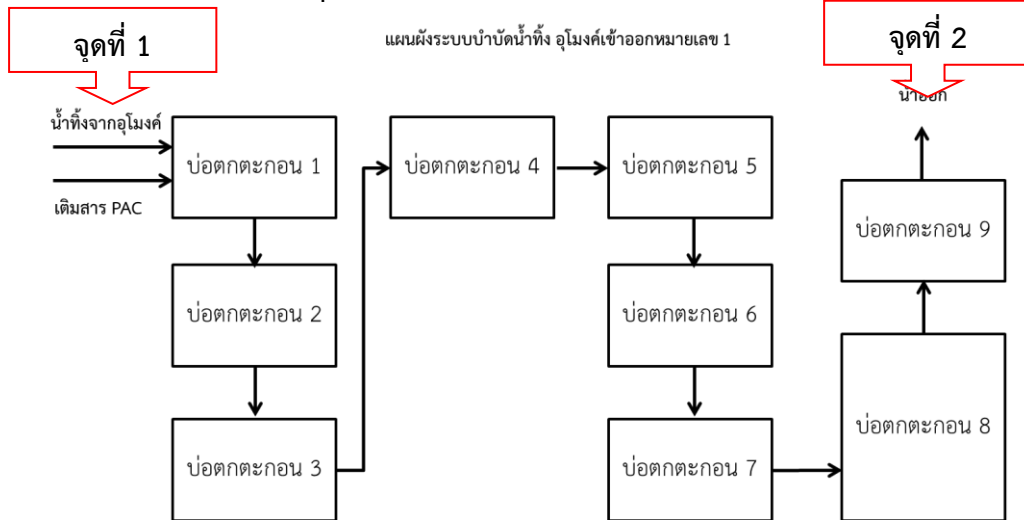 จุดที่ 1
แผนผังระบบบำบัดน้ำทิ้ง อุโมงค์เข้าออกหมายเลข 1
จุดที่ 2
น้ำทิ้งจากอุโมงค์
น้ำออก
บ่อตกตะกอน 1
บ่อตกตะกอน 4
บ่อตกตะกอน 5
เติมสาร PAC
บ่อตกตะกอน 9
บ่อตกตะกอน 2
บ่อตกตะกอน 6
บ่อตกตะกอน 8
บ่อตกตะกอน 3
บ่อตกตะกอน 7